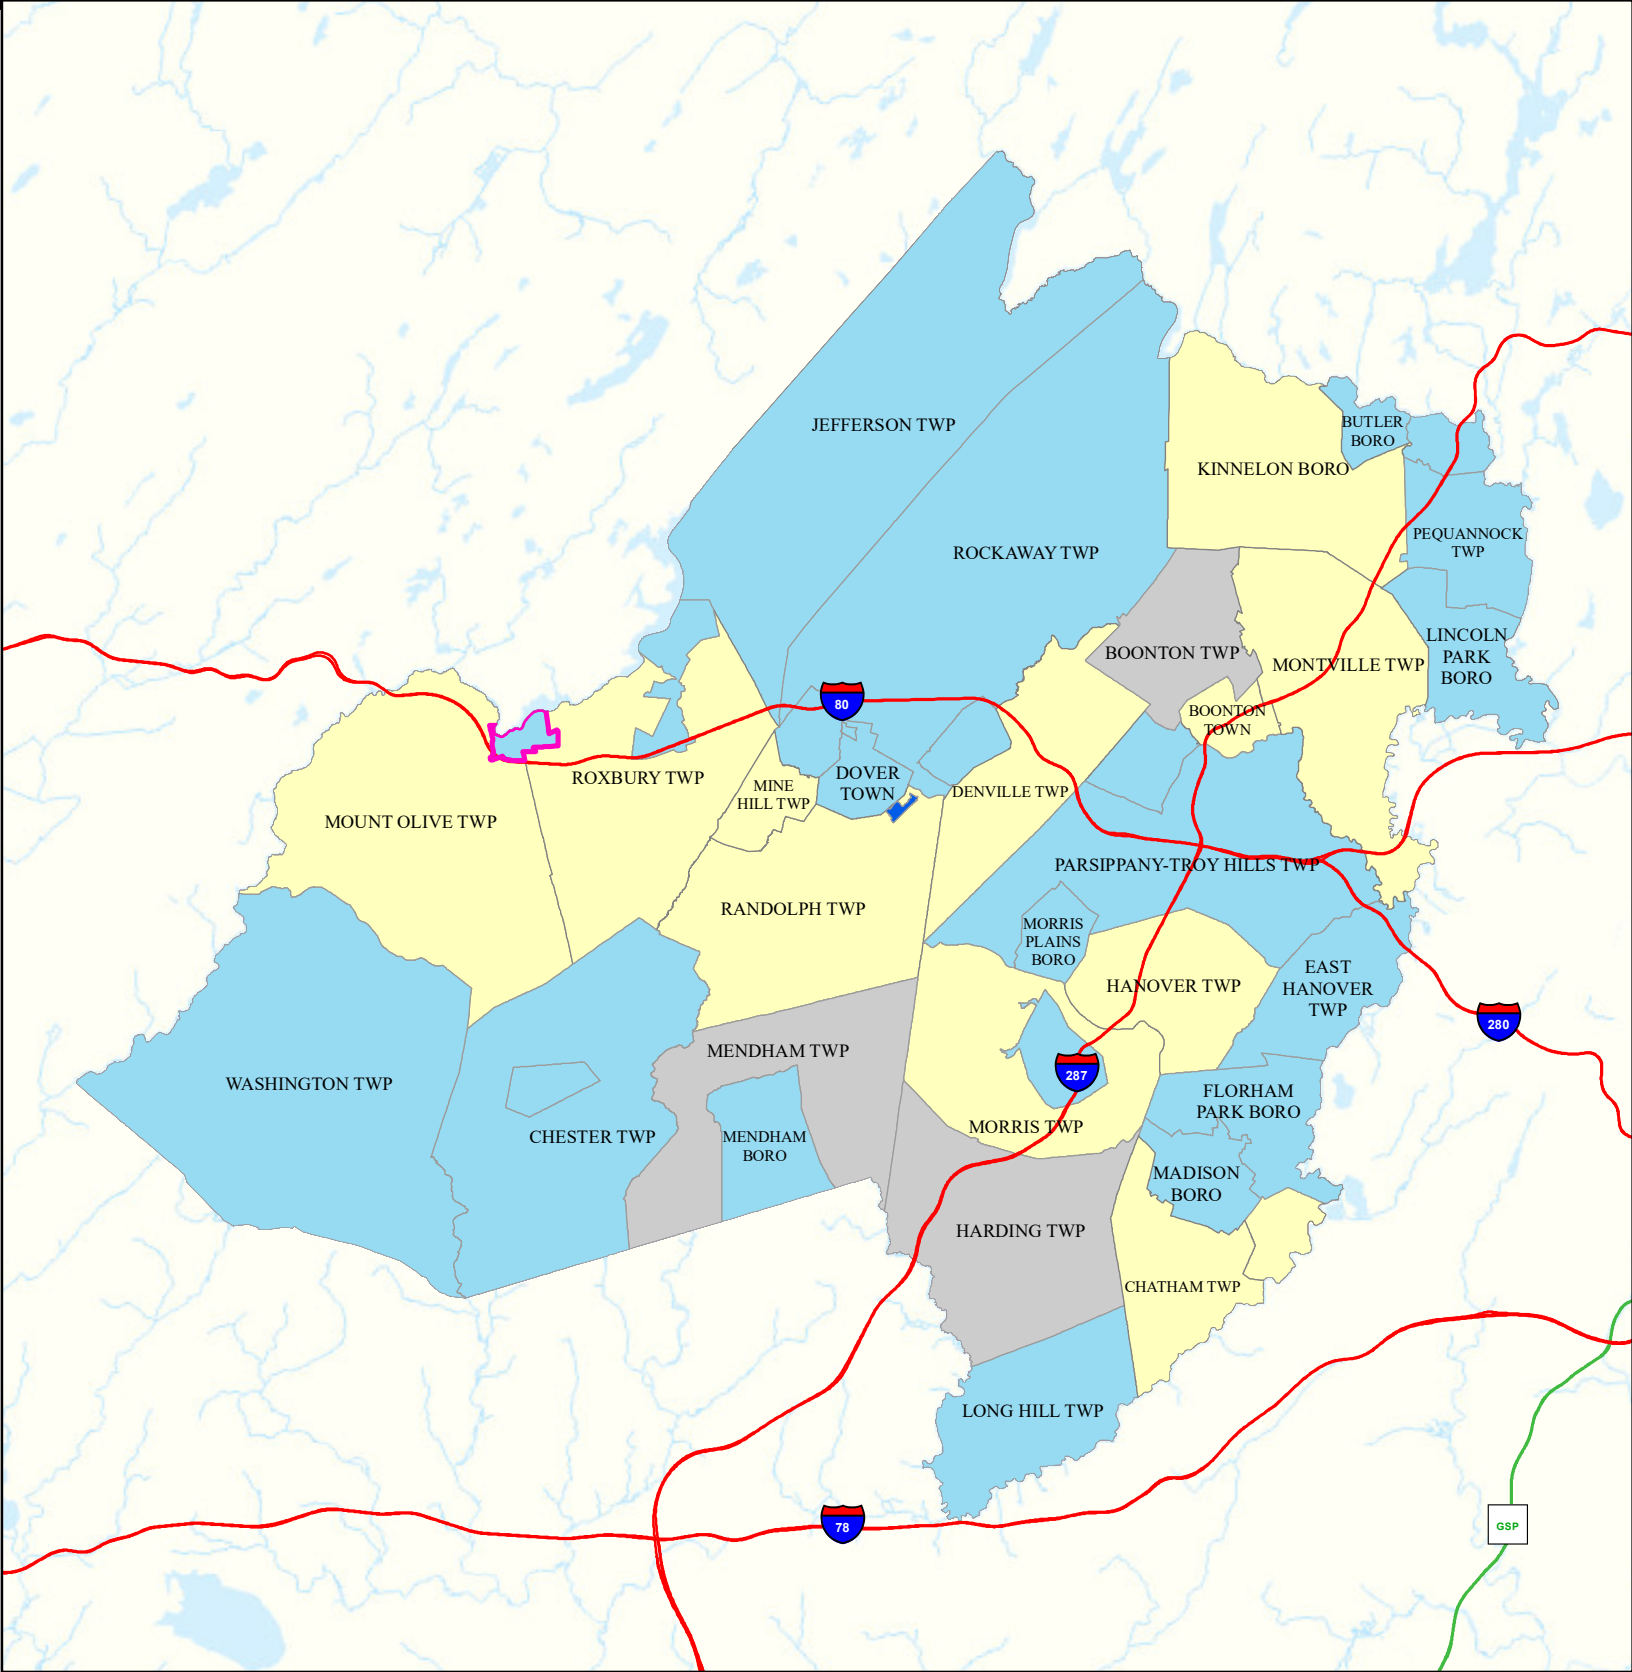 JEFFERSON TWP
BUTLER
BORO
KINNELON BORO
PEQUANNOCK
TWP
ROCKAWAY TWP
LINCOLN
PARK
BORO
BOONTON TWP
MONTVILLE TWP
80
BOONTON
TOWN
ROXBURY TWP
DOVER
TOWN
MINE
HILL TWP
DENVILLE TWP
MOUNT OLIVE TWP
PARSIPPANY-TROY HILLS TWP
RANDOLPH TWP
MORRIS
PLAINS
BORO
EAST
HANOVER
TWP
HANOVER TWP
280
MENDHAM TWP
287
WASHINGTON TWP
FLORHAM
PARK BORO
MORRIS TWP
CHESTER TWP
MENDHAM
BORO
MADISON
BORO
HARDING TWP
CHATHAM TWP
LONG HILL TWP
78
GSP